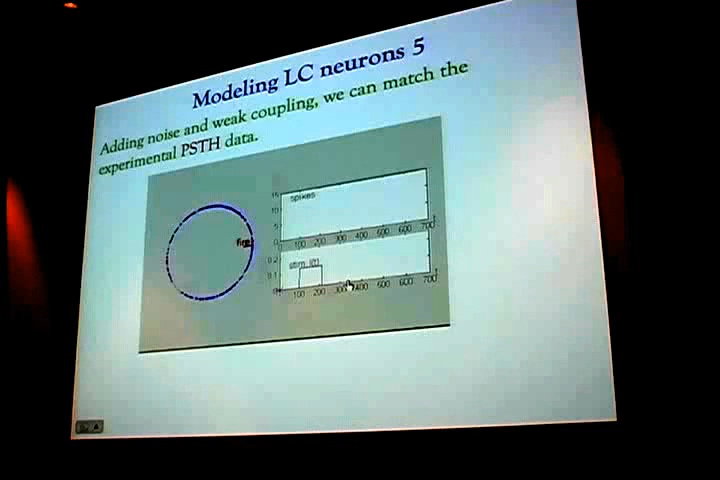 Modeling LC neurons 5
Adding noise and weak coupling, we can match the
experimental PSTH data.
15
spikes
10
5
0
0 100 200 300 400 500 600 700
fire
0.2
stim I(t)
0.1
0
100 200 300 400 500 600 700